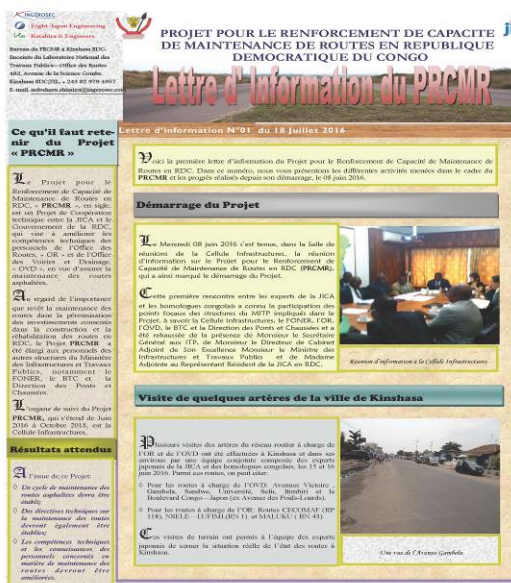 INGEROSEC
Eight-Japan Engineering
Katahira & Engineers
Bureau du PRCMR à Kinshasa RDC.
Enceinte du Laboratoire National des
Travaux Publics—Office des Routes
482, Avenue de la Science Gombe.
PROJET POUR LE RENFORCEMENT DE CAPACITE
DE MAINTENANCE DE ROUTES EN REPUBLIQUE
DEMOCRATIQUE DU CONGO
Lettre d'Information du PRCMR
Lettre d'information N°01 du 18 Juillet 2016
Ce qu'il faut rete-
nir du Projet
« PRCMR »
Le Projet pour le
Renforcement de Capacité de
Maintenance de Routes en
RDC, « PRCMR », en sigle,
est un Projet de Coopération
technique entre la JICA et le
Gouvernement de la RDC,
qui vise à améliorer les
compétences techniques des
personnels de l'Office des
Routes, « OR » et de l'Office
des Voiries et Drainage,
« OVD », en vue d'assurer la
maintenance des routes
asphaltées.
Au regard de l'importance
que revêt la maintenance des
routes dans la pérennisation
des investissements consentis
dans la construction et la
réhabilitation des routes en
RDC, le Projet PRCMR a
été élargi aux personnels des
autres structures du Ministère
des Infrastructures et Travaux
Publics, notamment le
FONER, le BTC et la
Direction des Ponts et
Chaussées.
L'organe de suivi du Projet
PRCMR, qui s'étend de Juin
2016 à Octobre 2018, est la
Cellule Infrastructures.
Résultats attendus
A l'issue de ce Projet:
◊ Un cycle de maintenance des
routes asphaltées devra être
établi;
◊ Des directives techniques sur
la maintenance des routes
devront également être
établies;
◊ Les compétences techniques
et les connaissances des
personnels concernés en
matière de maintenance des
routes devront être
améliorées.
Voici la première lettre d'information du Projet pour le Renforcement de Capacité de Maintenance de
Routes en RDC. Dans ce numéro, nous vous présentons les différentes activités menées dans le cadre du
PRCMR et les progrès réalisés depuis son démarrage, le 08 juin 2016.
Démarrage du Projet
Le Mercredi 08 juin 2016 s'est tenue, dans la Salle de
réunions de la Cellule Infrastructures, la réunion
d'information sur le Projet pour le Renforcement de
Capacité de Maintenance de Routes en RDC (PRCMR),
qui a ainsi marqué le démarrage du Projet.
Cette première rencontre entre les experts de la JICA
et les homologues congolais a connu la participation des
points focaux des structures du MITP impliqués dans le
Projet, à savoir la Cellule Infrastructures, le FONER, l'OR,
l'OVD, le BTC et la Direction des Ponts et Chaussées et a
été rehaussée de la présence de Monsieur le Secrétaire
Général aux ITP, de Monsieur le Directeur de Cabinet
Adjoint de Son Excellence Monsieur le Ministre des
Infrastructures et Travaux Publics et de Madame
Adjointe au Représentant Résident de la JICA en RDC.
Réunion d'information à la Cellule Infrastructures
Visite de quelques artères de la ville de Kinshasa
Plusieurs visites des artères du réseau routier à charge de
l'OR et de l'OVD ont été effectuées à Kinshasa et dans ses
environs par une équipe conjointe composée des experts
japonais de la JICA et des homologues congolais, les 15 et 16
juin 2016. Parmi ces routes, on peut citer:
◊ Pour les routes à charge de l'OVD: Avenues Victoire,
Gambela, Sandwe, Université, Sefu, Birmbiri et le
Boulevard Congo—Japon (ex Avenue des Poids-Lourds).
◊ Pour les routes à charge de l'OR: Routes CECOMAF (RP
118), NSELE—LUFIMI (RN 1) et MALUKU ( RN 43).
Ces visites de terrain ont permis à l'équipe des experts
japonais de cerner la situation réelle de l'état des routes à
Kinshasa.
Une vue de l'Avenue Gambela